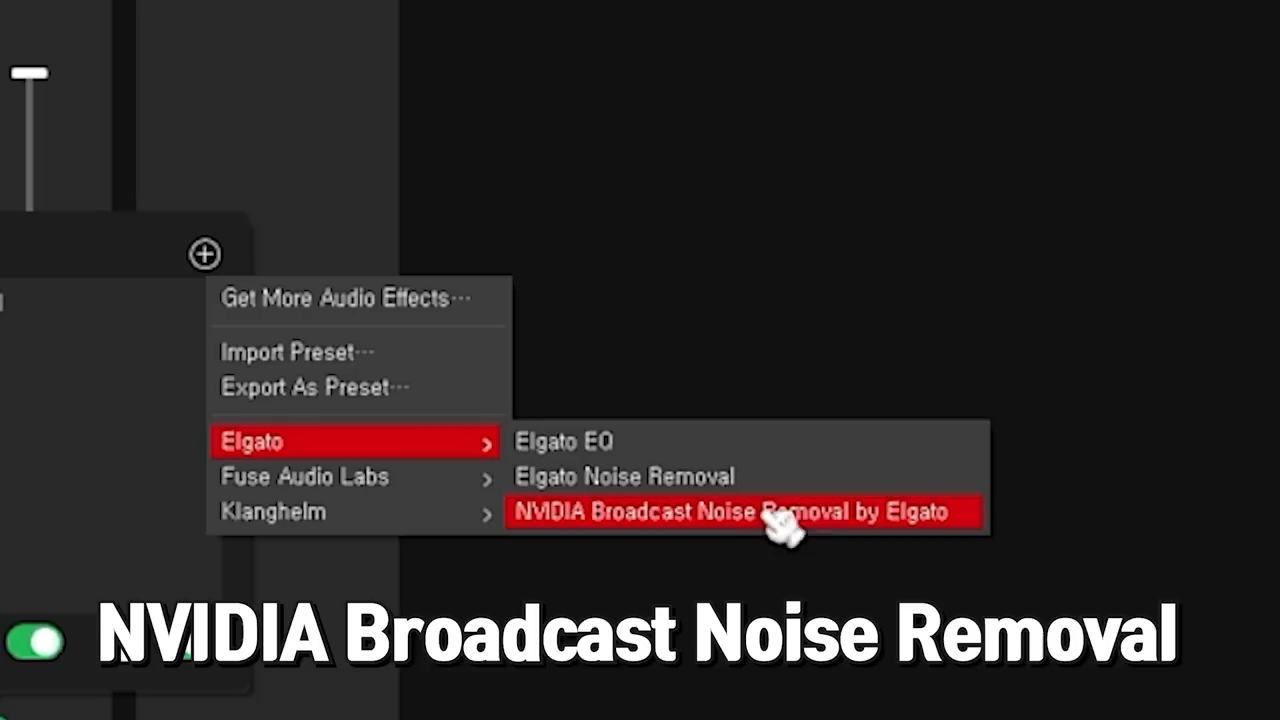 Get More Audio Effects···
Import Preset···
Export As Preset···
Elgato
Fuse Audio Labs
Klanghelm
Elgato EQ
Elgato Noise Removal
NVIDIA Broadcast Noise Removal by Elgato
NVIDIA Broadcast Noise Removal